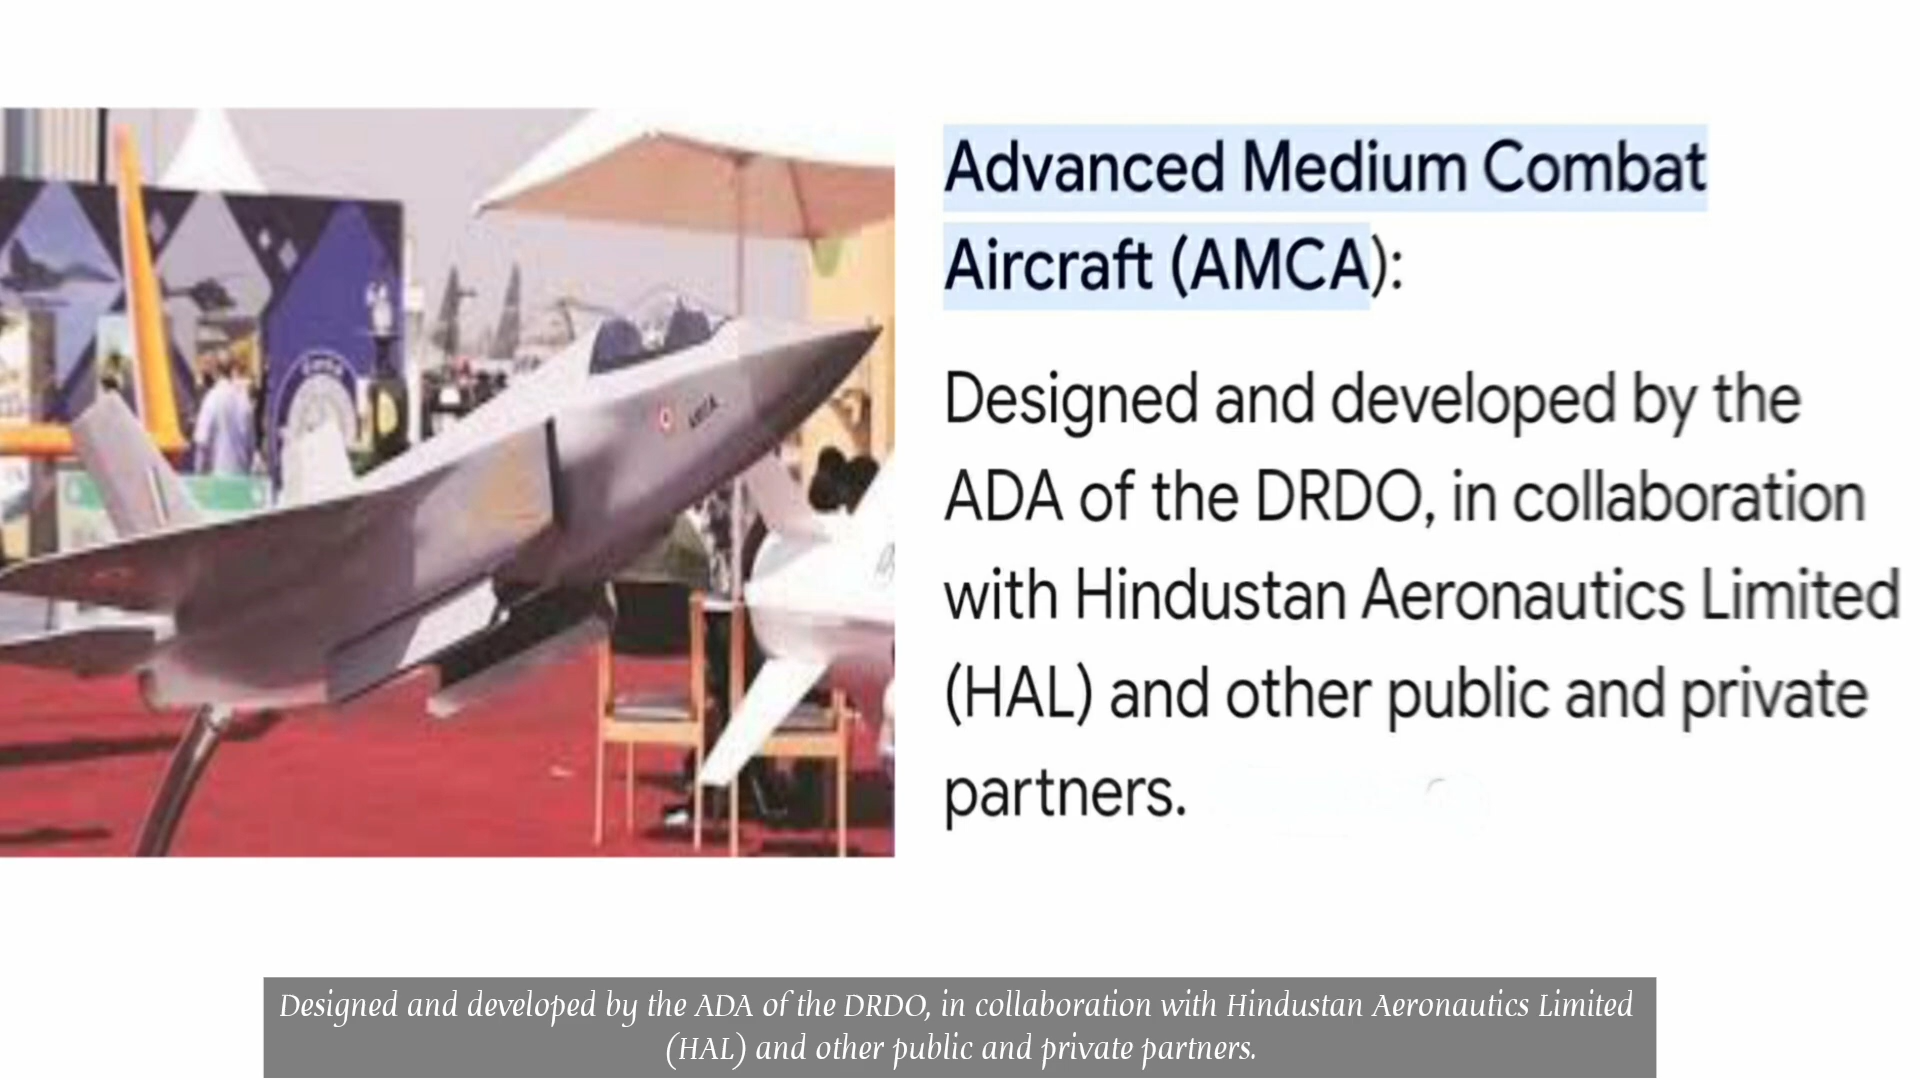 Advanced Medium Combat
Aircraft (AMCA):
Designed and developed by the
ADA of the DRDO, in collaboration
with Hindustan Aeronautics Limited
(HAL) and other public and private
partners.
AMCA
Designed and developed by the ADA of the DRDO, in collaboration with Hindustan Aeronautics Limited
(HAL) and other public and private partners.